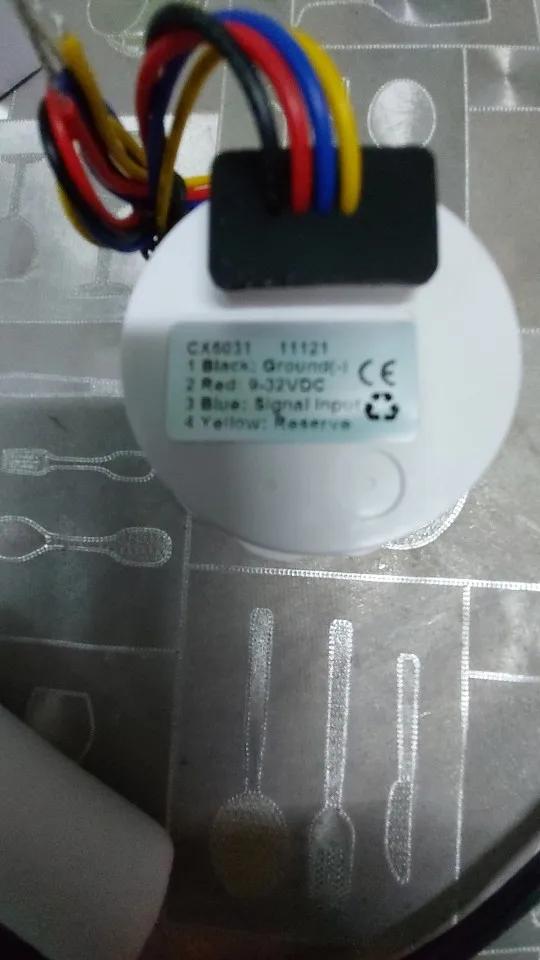 CX6031 11121
1 Black: Ground(-)
2 Red: 9-32VDC
3 Blue: Signal Input
4 Yellow: Reserve
CE